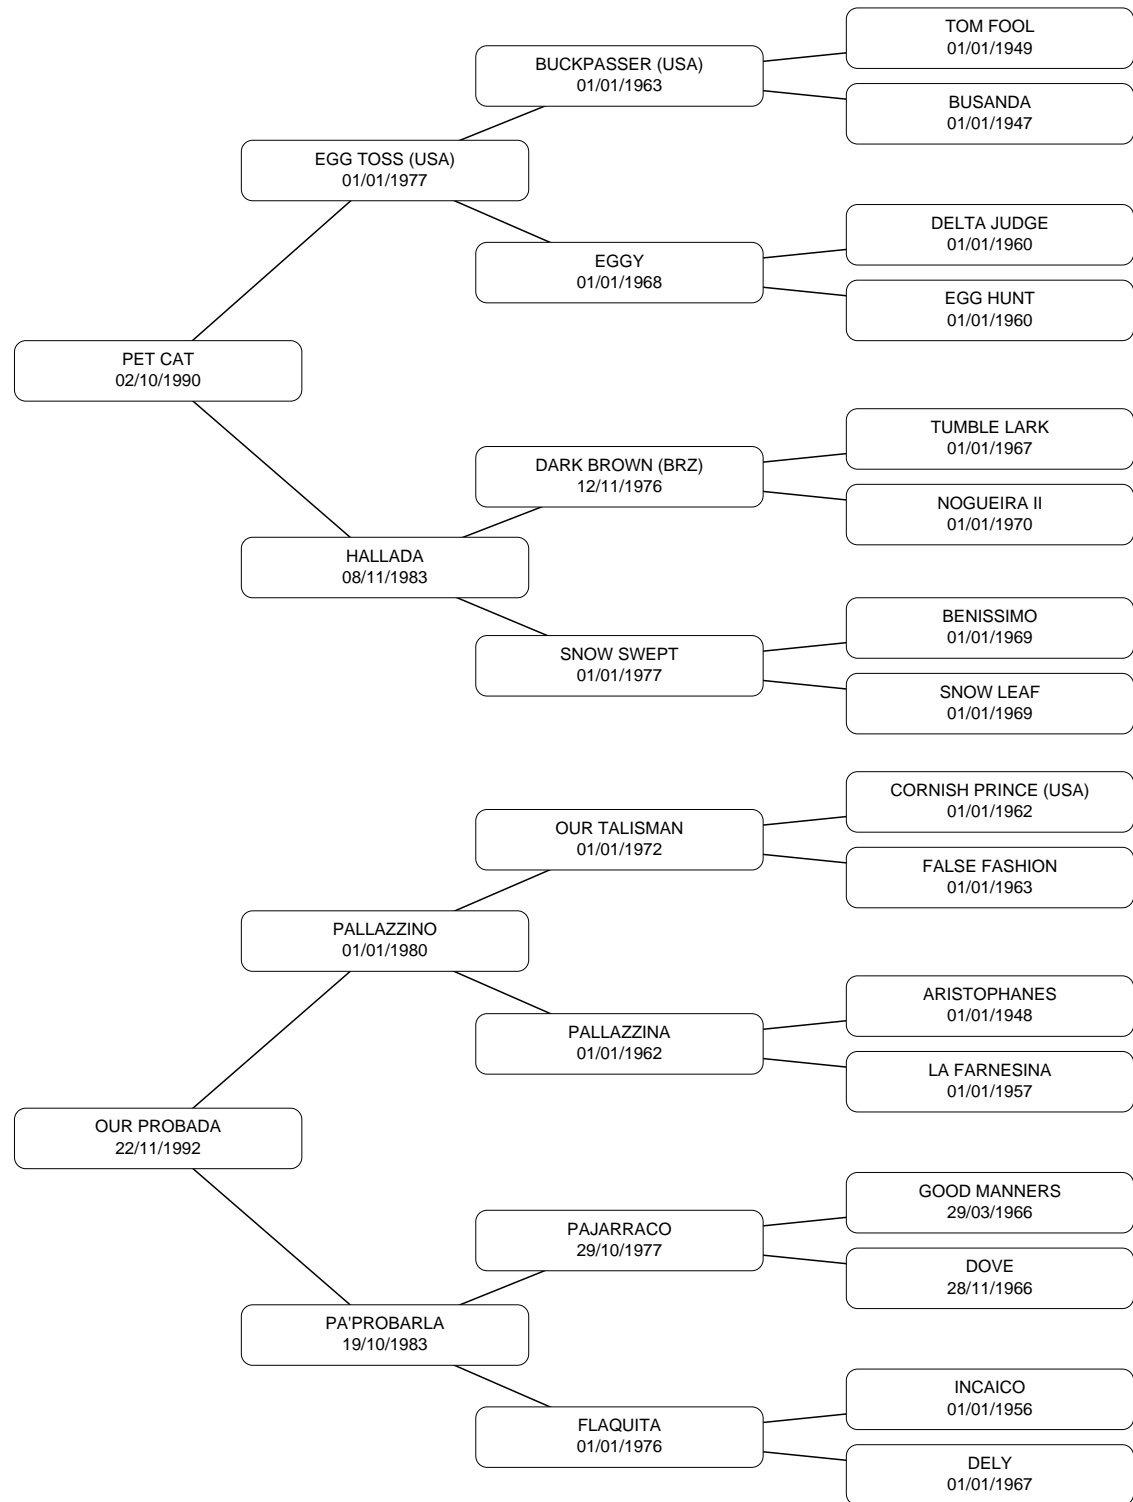 TOM FOOL
01/01/1949
BUCKPASSER (USA)
01/01/1963
BUSANDA
01/01/1947
EGG TOSS (USA)
01/01/1977
DELTA JUDGE
01/01/1960
EGGY
01/01/1968
EGG HUNT
01/01/1960
PET CAT
02/10/1990
TUMBLE LARK
01/01/1967
DARK BROWN (BRZ)
12/11/1976
NOGUEIRA II
01/01/1970
HALLADA
08/11/1983
BENISSIMO
01/01/1969
SNOW SWEPT
01/01/1977
SNOW LEAF
01/01/1969
CORNISH PRINCE (USA)
01/01/1962
OUR TALISMAN
01/01/1972
FALSE FASHION
01/01/1963
PALLAZZINO
01/01/1980
ARISTOPHANES
01/01/1948
PALLAZZINA
01/01/1962
LA FARNESINA
01/01/1957
OUR PROBADA
22/11/1992
GOOD MANNERS
29/03/1966
PAJARRACO
29/10/1977
DOVE
28/11/1966
PA'PROBARLA
19/10/1983
INCAICO
01/01/1956
FLAQUITA
01/01/1976
DELY
01/01/1967